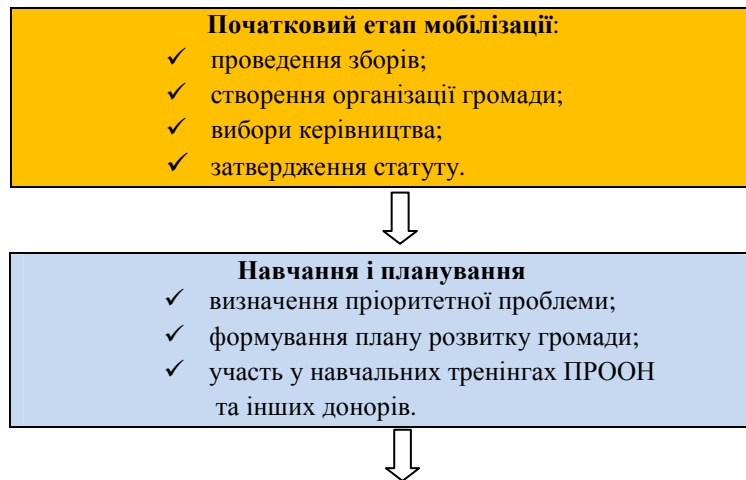 Початковий етап мобілізації:
✓ проведення зборів;
✓ створення організації громади;
✓ вибори керівництва;
✓ затвердження статуту.
Навчання і планування
✓ визначення пріоритетної проблеми;
✓ формування плану розвитку громади;
✓ участь у навчальних тренінгах ПРООН
та інших донорів.